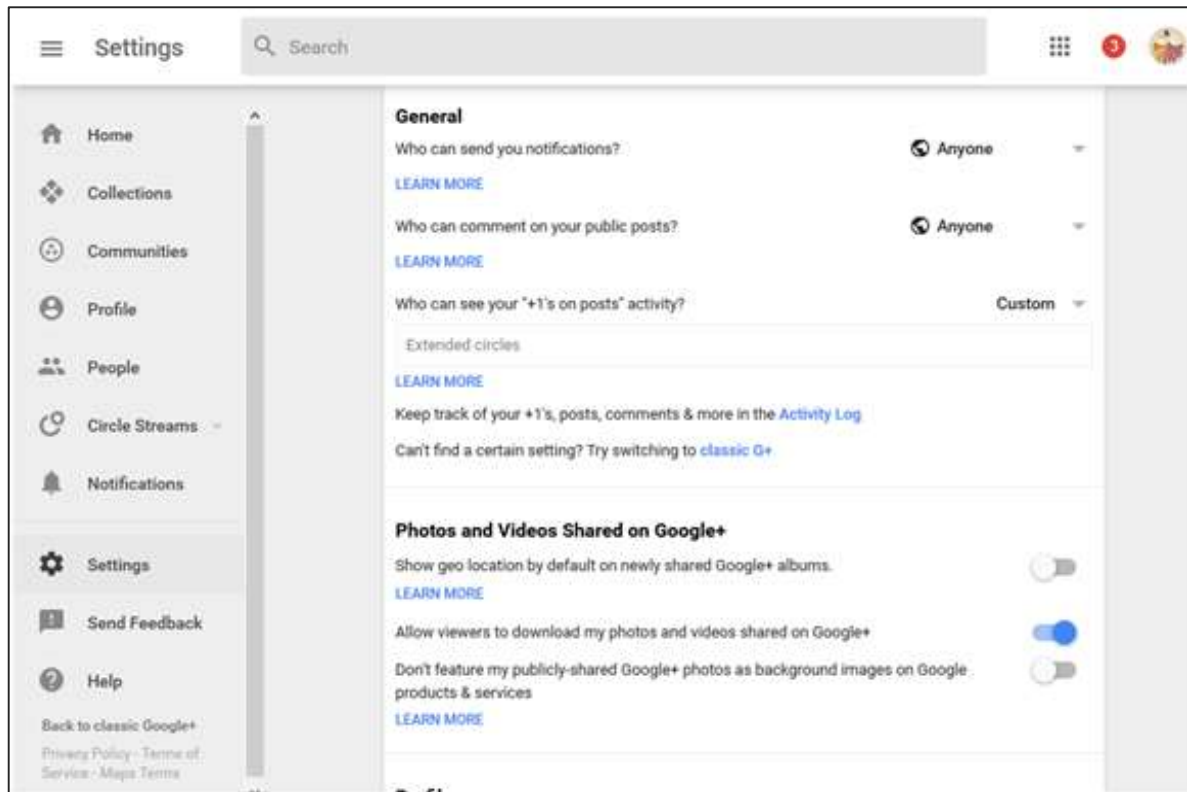 Settings
Search
3
Home
Collections
Communities
Profile
People
Circle Streams
Notifications
Settings
Send Feedback
Help
Back to classic Google+
Privacy Policy - Terms of
Service - Maps Terms
General
Who can send you notifications?
Anyone
LEARN MORE
Who can comment on your public posts?
Anyone
LEARN MORE
Who can see your "+1's on posts" activity?
Custom
Extended circles
LEARN MORE
Keep track of your +1's, posts, comments & more in the Activity Log
Can't find a certain setting? Try switching to classic G+
Photos and Videos Shared on Google+
Show geo location by default on newly shared Google+ albums.
LEARN MORE
Allow viewers to download my photos and videos shared on Google+
Don't feature my publicly-shared Google+ photos as background images on Google
products & services
LEARN MORE